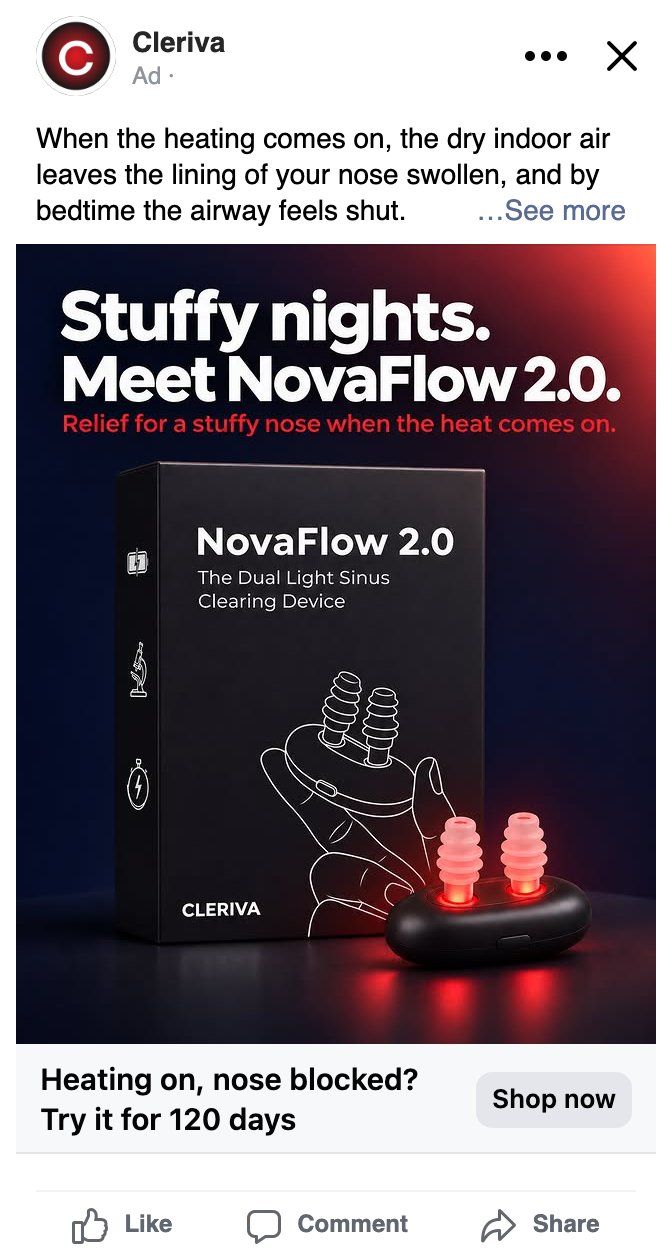 Cleriva
Ad ·
When the heating comes on, the dry indoor air
leaves the lining of your nose swollen, and by
bedtime the airway feels shut. ...See more
Stuffy nights.
Meet NovaFlow 2.0.
Relief for a stuffy nose when the heat comes on.
NovaFlow 2.0
The Dual Light Sinus
Clearing Device
CLERIVA
Heating on, nose blocked?
Try it for 120 days
Shop now
Like
Comment
Share